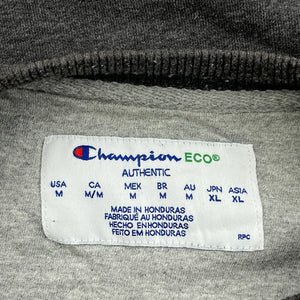 Champion ECO®
AUTHENTIC
USA CA MEX BR AU JPN ASIA
M M/M M M M XL XL
MADE IN HONDURAS
FABRIQUÉ AU HONDURAS
HECHO EN HONDURAS
FEITO EM HONDURAS
RPC